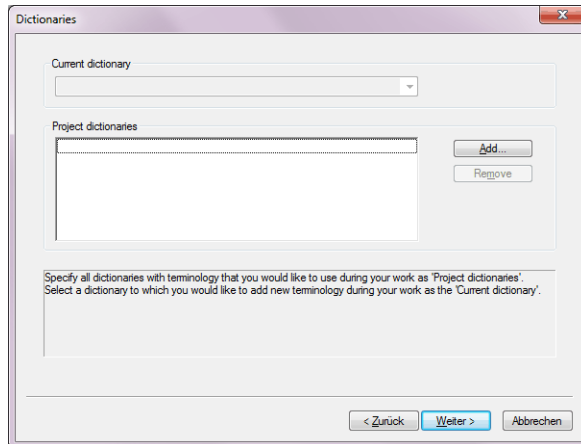 Dictionaries
Current dictionary
Project dictionaries
Add...
Remove
Specify all dictionaries with terminology that you would like to use during your work as 'Project dictionaries'.
Select a dictionary to which you would like to add new terminology during your work as the 'Current dictionary'.
< Zurück
Weiter >
Abbrechen